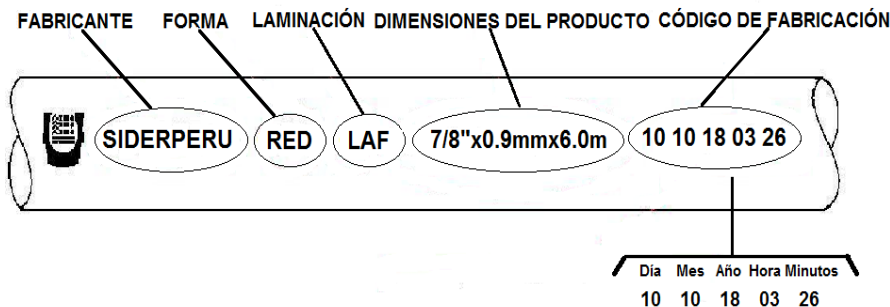 FABRICANTE FORMA LAMINACIÓN DIMENSIONES DEL PRODUCTO CÓDIGO DE FABRICACIÓN
SIDERPERU RED LAF 7/8"x0.9mmx6.0m 10 10 18 03 26
Día Mes Año Hora Minutos
10 10 18 03 26